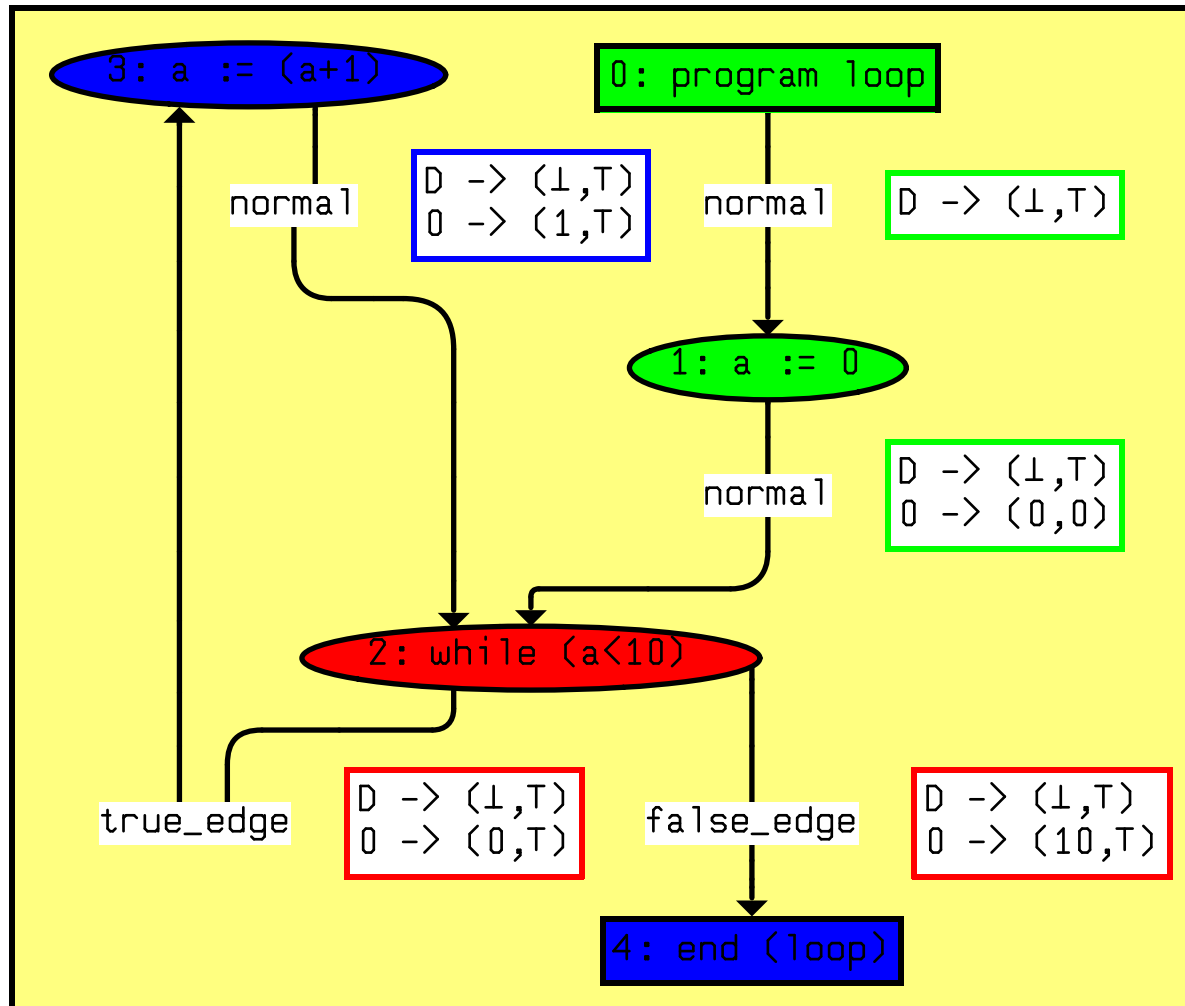 3: a := (a+1)
0: program loop
normal
D -> (⊥,T)
0 -> (1,T)
normal
D -> (⊥,T)
1: a := 0
normal
D -> (⊥,T)
0 -> (0,0)
2: while (a<10)
true_edge
D -> (⊥,T)
0 -> (0,T)
false_edge
D -> (⊥,T)
0 -> (10,T)
4: end (loop)